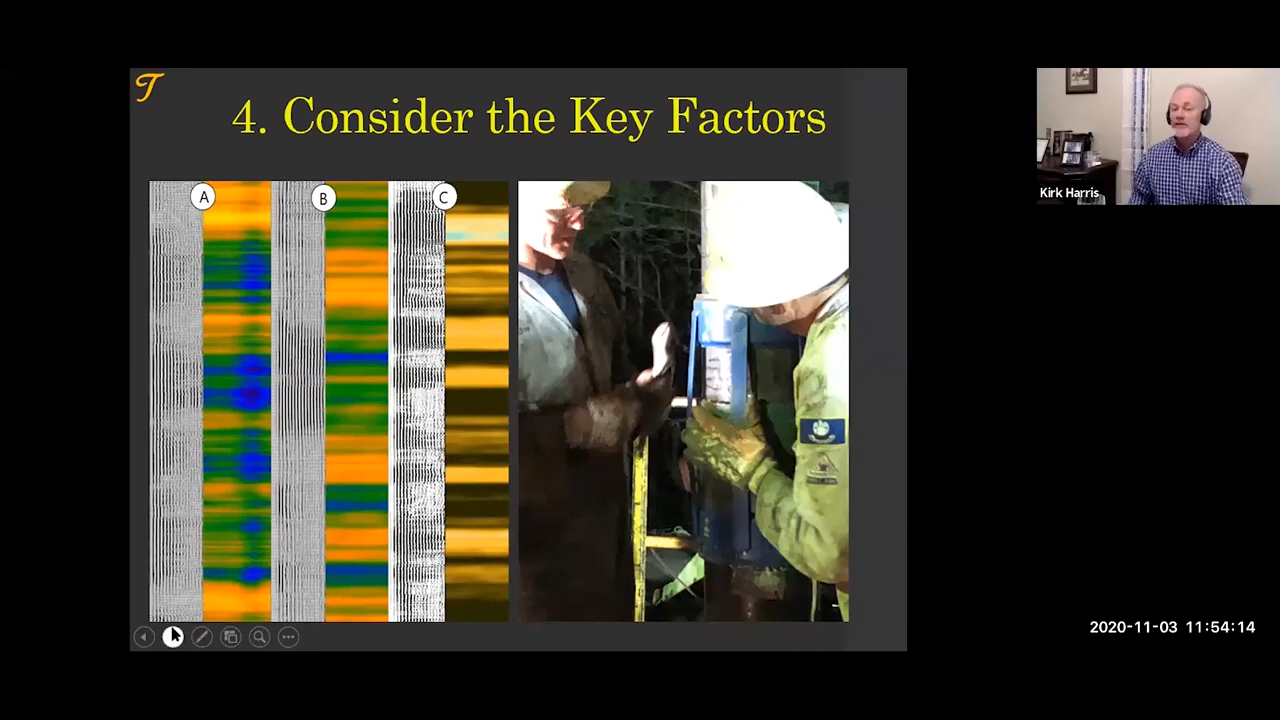 T
4. Consider the Key Factors
A
B
C
Kirk Harris
2020-11-03 11:54:14